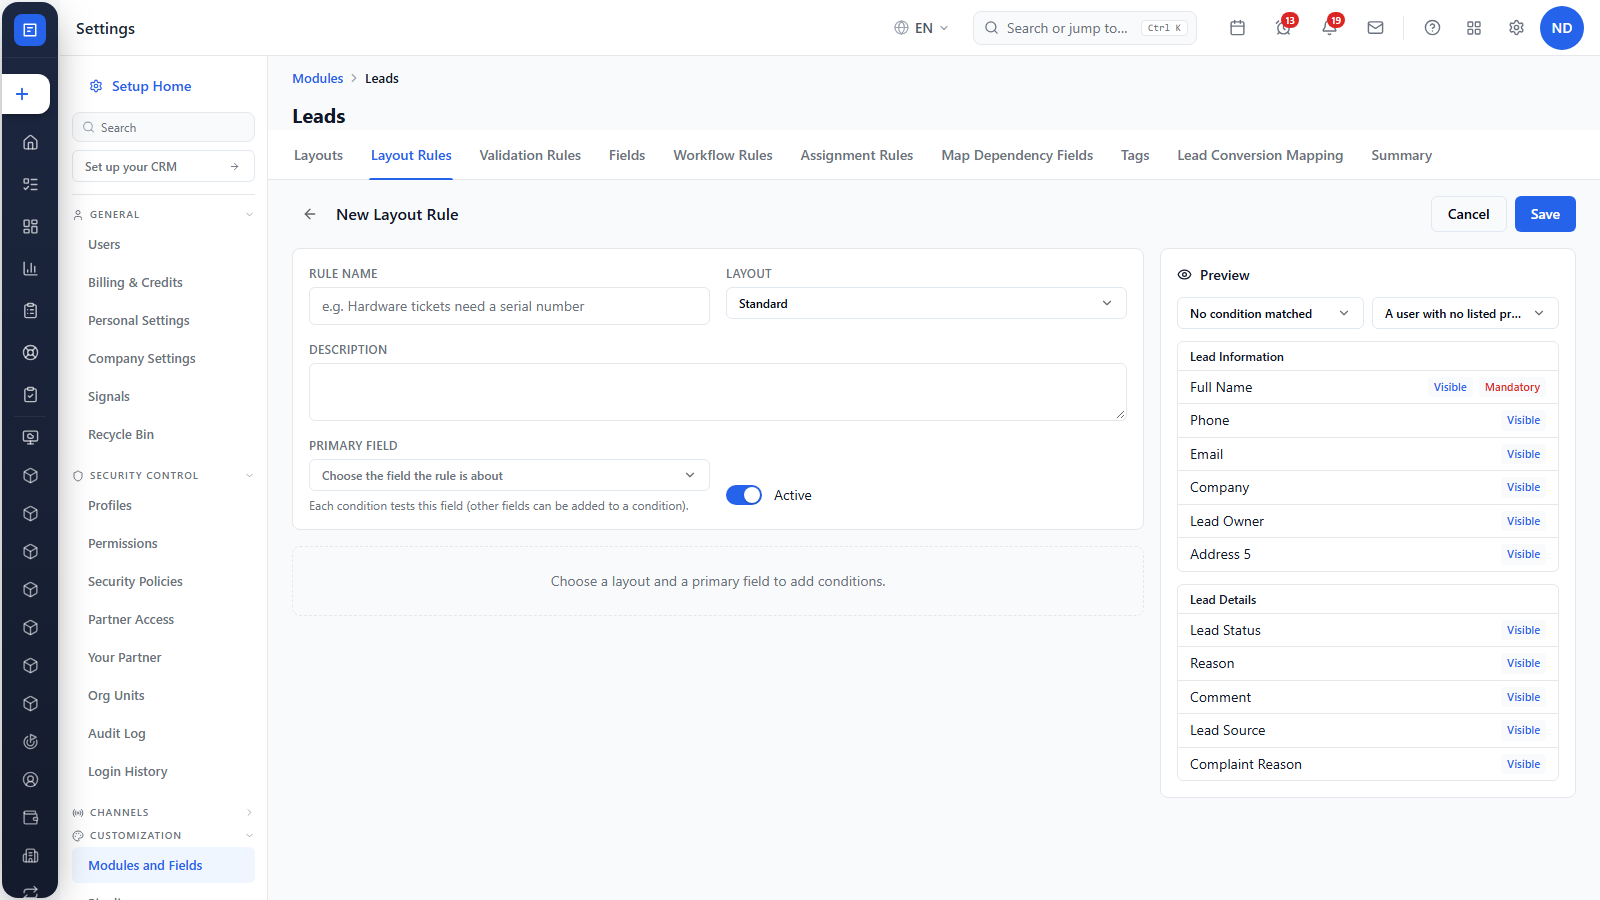 Settings
EN
Search or jump to...
Ctrl K
13
19
ND
Setup Home
Search
Set up your CRM
GENERAL
Users
Billing & Credits
Personal Settings
Company Settings
Signals
Recycle Bin
SECURITY CONTROL
Profiles
Permissions
Security Policies
Partner Access
Your Partner
Org Units
Audit Log
Login History
CHANNELS
CUSTOMIZATION
Modules and Fields
Modules > Leads
Leads
Layouts
Layout Rules
Validation Rules
Fields
Workflow Rules
Assignment Rules
Map Dependency Fields
Tags
Lead Conversion Mapping
Summary
New Layout Rule
Cancel
Save
RULE NAME
e.g. Hardware tickets need a serial number
LAYOUT
Standard
DESCRIPTION
PRIMARY FIELD
Choose the field the rule is about
Each condition tests this field (other fields can be added to a condition).
Active
Choose a layout and a primary field to add conditions.
Preview
No condition matched
A user with no listed pr...
Lead Information
Full Name Visible Mandatory
Phone Visible
Email Visible
Company Visible
Lead Owner Visible
Address 5 Visible
Lead Details
Lead Status Visible
Reason Visible
Comment Visible
Lead Source Visible
Complaint Reason Visible